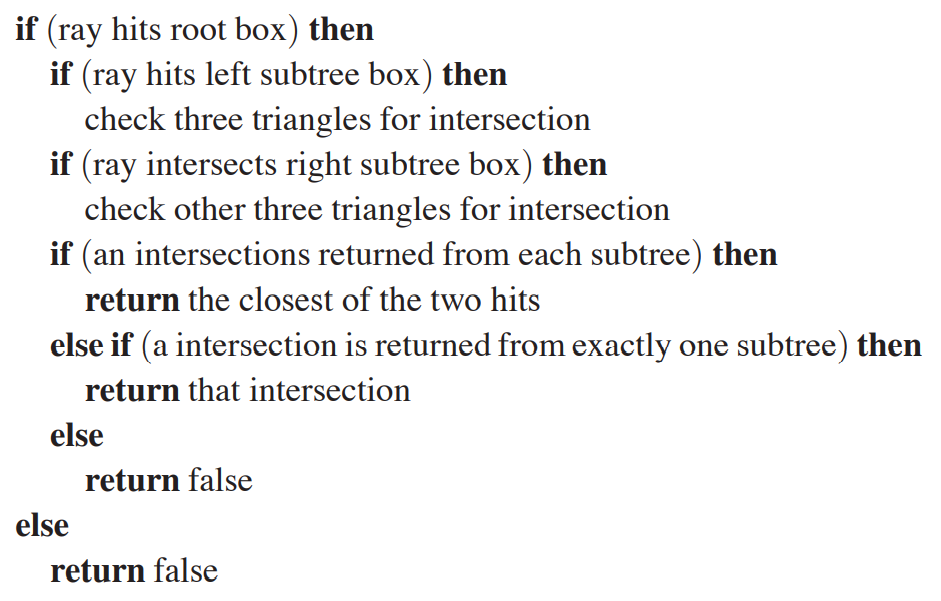 if (ray hits root box) then
if (ray hits left subtree box) then
check three triangles for intersection
if (ray intersects right subtree box) then
check other three triangles for intersection
if (an intersections returned from each subtree) then
return the closest of the two hits
else if (a intersection is returned from exactly one subtree) then
return that intersection
else
return false
else
return false